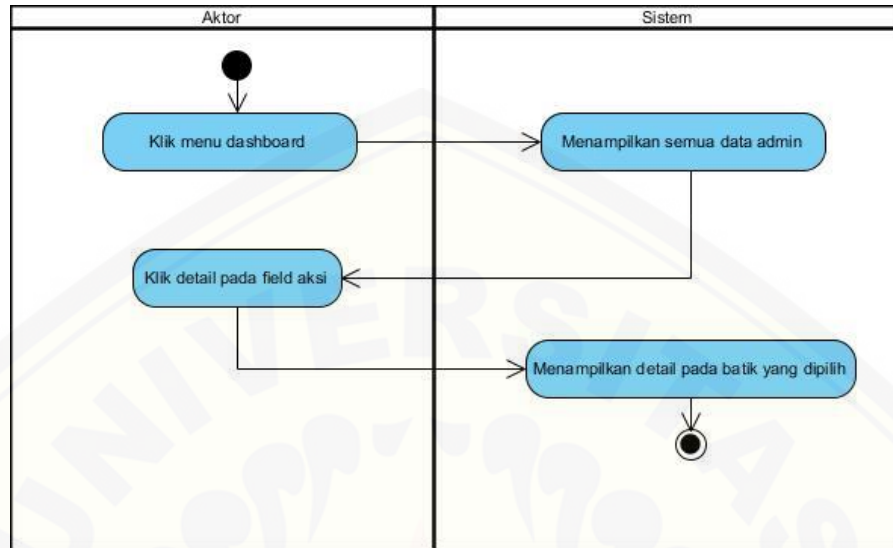 Aktor
Sistem
Klik menu dashboard
Menampilkan semua data admin
Klik detail pada field aksi
Menampilkan detail pada batik yang dipilih
UNIVERSITAS